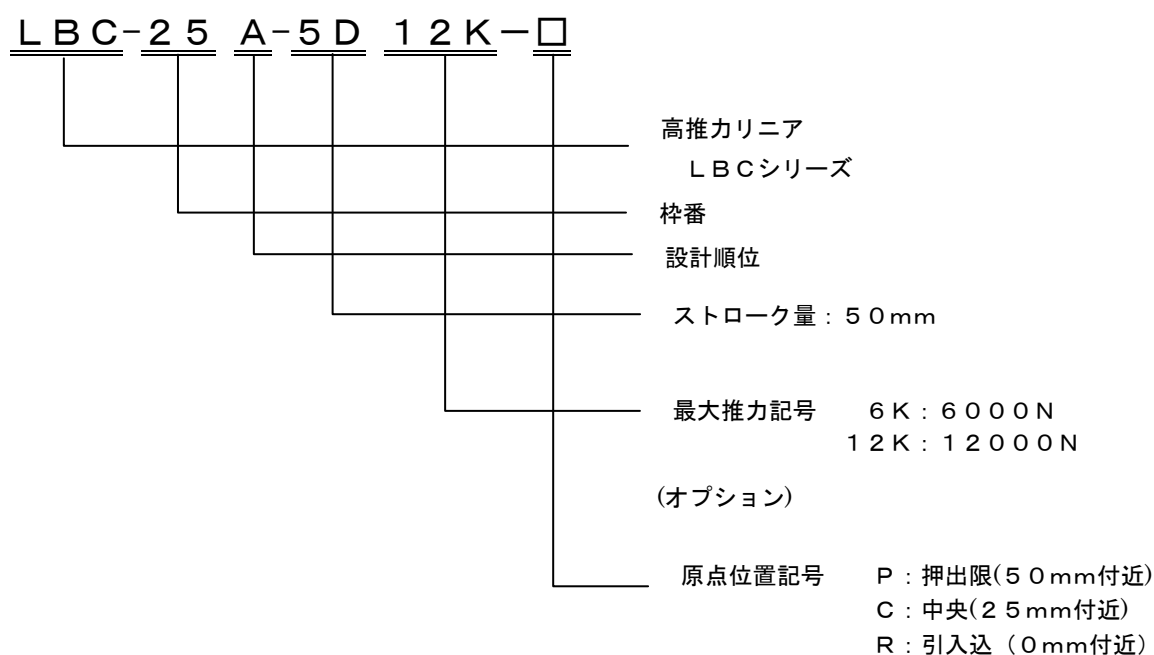 ＬＢＣ-２５ Ａ-５Ｄ １２Ｋ－□
高推力リニア
ＬＢＣシリーズ
枠番
設計順位
ストローク量：５０ｍｍ
最大推力記号 ６Ｋ：６０００Ｎ
１２Ｋ：１２０００Ｎ
(オプション)
原点位置記号 Ｐ：押出限(５０ｍｍ付近)
Ｃ：中央(２５ｍｍ付近)
Ｒ：引入込（０ｍｍ付近）